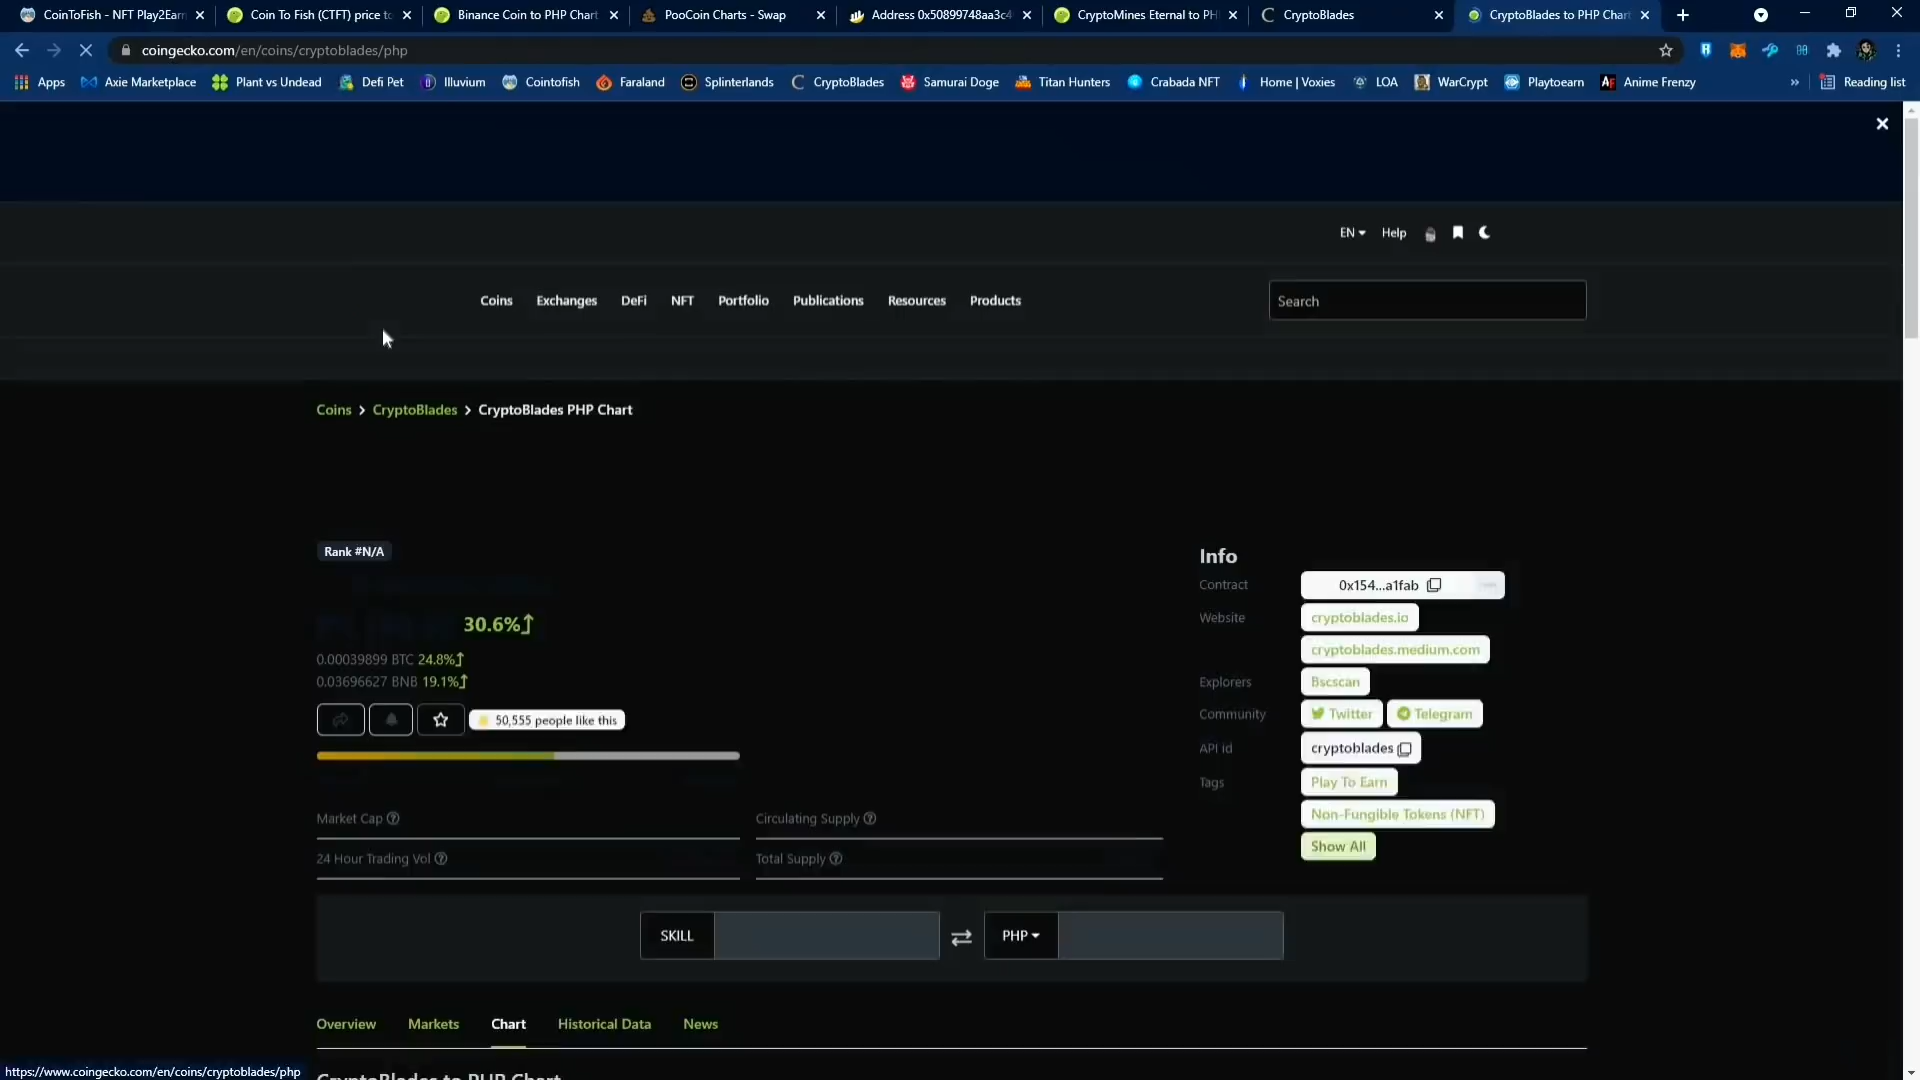 CoinToFish - NFT Play2Earn
Coin To Fish (CTFT) price to
Binance Coin to PHP Chart
PooCoin Charts - Swap
Address 0x50899748aa3c4
CryptoMines Eternal to PH
CryptoBlades
CryptoBlades to PHP Chart
coingecko.com/en/coins/cryptoblades/php
Apps
Axie Marketplace
Plant vs Undead
Defi Pet
Illuvium
Cointofish
Faraland
Splinterlands
CryptoBlades
Samurai Doge
Titan Hunters
Crabada NFT
Home | Voxies
LOA
WarCrypt
Playtoearn
Anime Frenzy
»
Reading list
EN
Help
Coins
Exchanges
DeFi
NFT
Portfolio
Publications
Resources
Products
Search
Coins > CryptoBlades > CryptoBlades PHP Chart
Rank #N/A
30.6%
0.00039899 BTC 24.8%
0.03696627 BNB 19.1%
50,555 people like this
Market Cap
Circulating Supply
24 Hour Trading Vol
Total Supply
Info
Contract
0x154...a1fab
Website
cryptoblades.io
cryptoblades.medium.com
Explorers
Bscscan
Community
Twitter
Telegram
API id
cryptoblades
Tags
Play To Earn
Non-Fungible Tokens (NFT)
Show All
SKILL
PHP
Overview
Markets
Chart
Historical Data
News
https://www.coingecko.com/en/coins/cryptoblades/php
CryptoBlades to PHP Chart